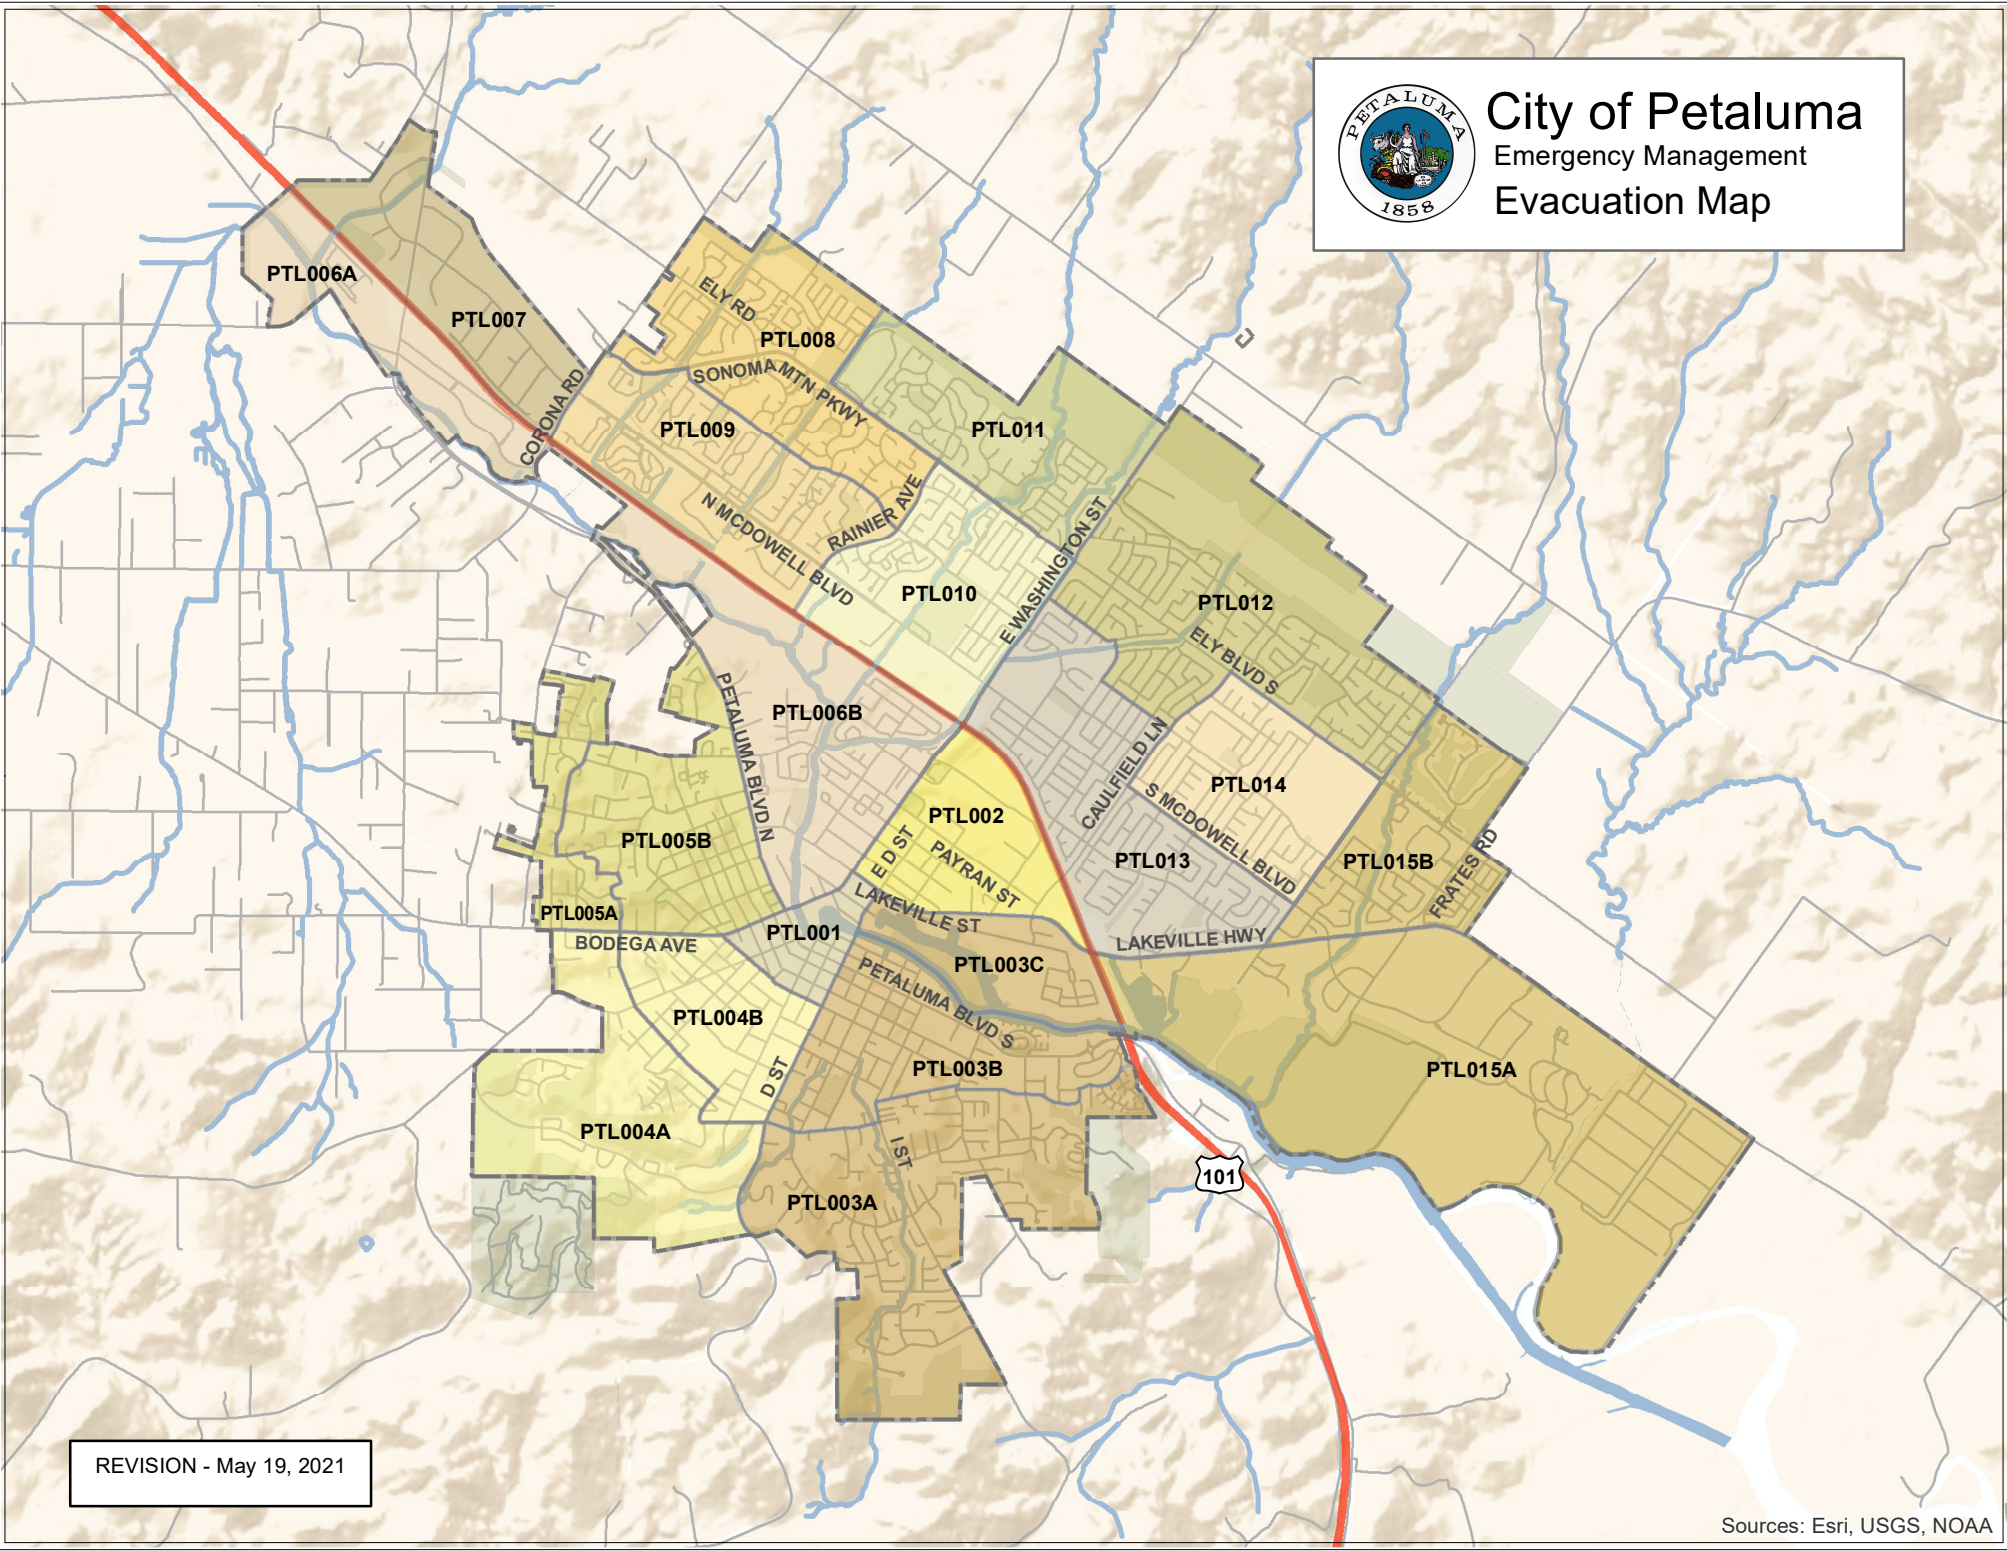 PETALUMA
1858
City of Petaluma
Emergency Management
Evacuation Map
PTL006A
PTL007
CORONA RD
ELY RD
PTL008
SONOMA MTN PKWY
PTL009
PTL011
N MCDOWELL BLVD
RAINIER AVE
PTL010
E WASHINGTON ST
PTL012
ELY BLVD S
PETALUMA BLVD N
PTL006B
PTL002
CAULFIELD LN
PTL014
S MCDOWELL BLVD
PTL005B
E D ST
PAYRAN ST
PTL013
PTL015B
FRATES RD
PTL005A
BODEGA AVE
PTL001
LAKEVILLE ST
LAKEVILLE HWY
PTL003C
PETALUMA BLVD S
PTL004B
D ST
PTL003B
PTL015A
PTL004A
I ST
PTL003A
101
REVISION - May 19, 2021
Sources: Esri, USGS, NOAA